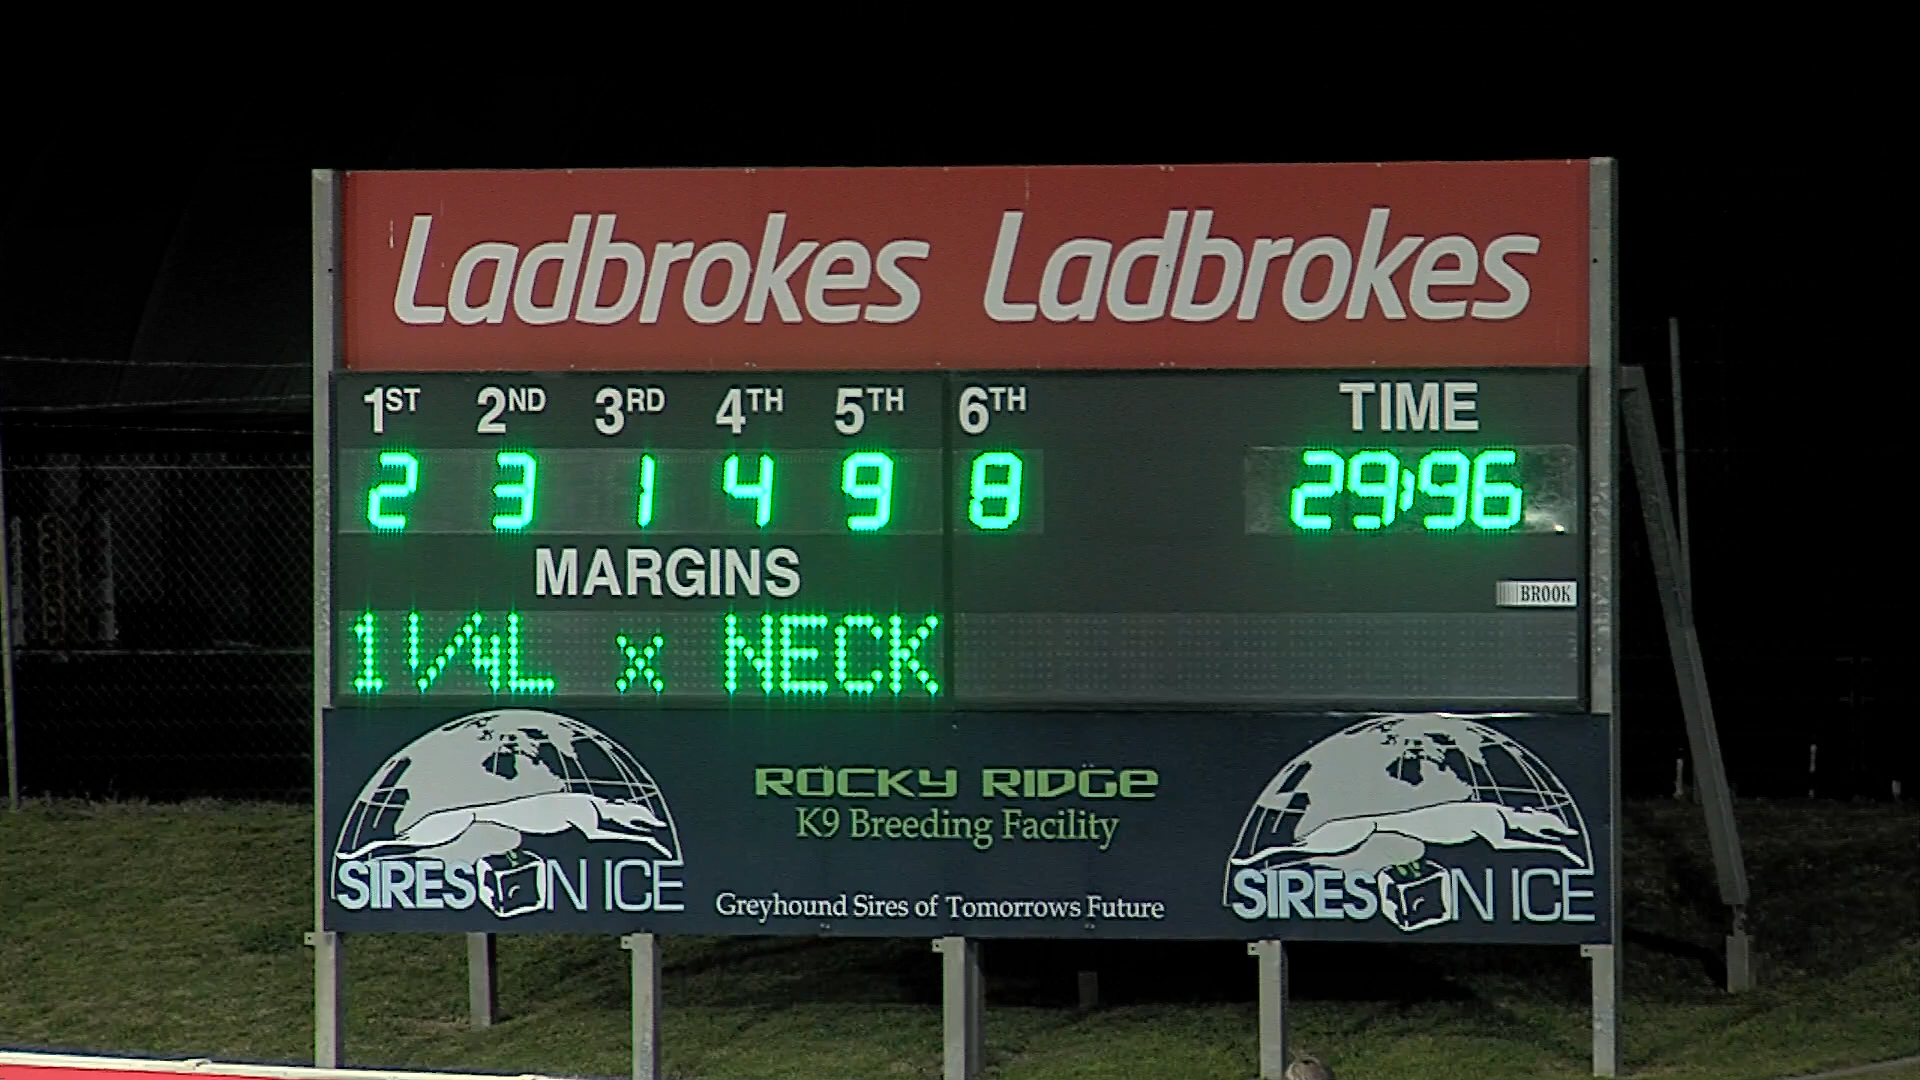 Ladbrokes Ladbrokes
1ST 2ND 3RD 4TH 5TH 6TH TIME
2 3 1 4 9 8 29:96
MARGINS
BROOK
1 1/4L x NECK
ROCKY RIDGE
K9 Breeding Facility
SIRES ON ICE
Greyhound Sires of Tomorrows Future
SIRES ON ICE